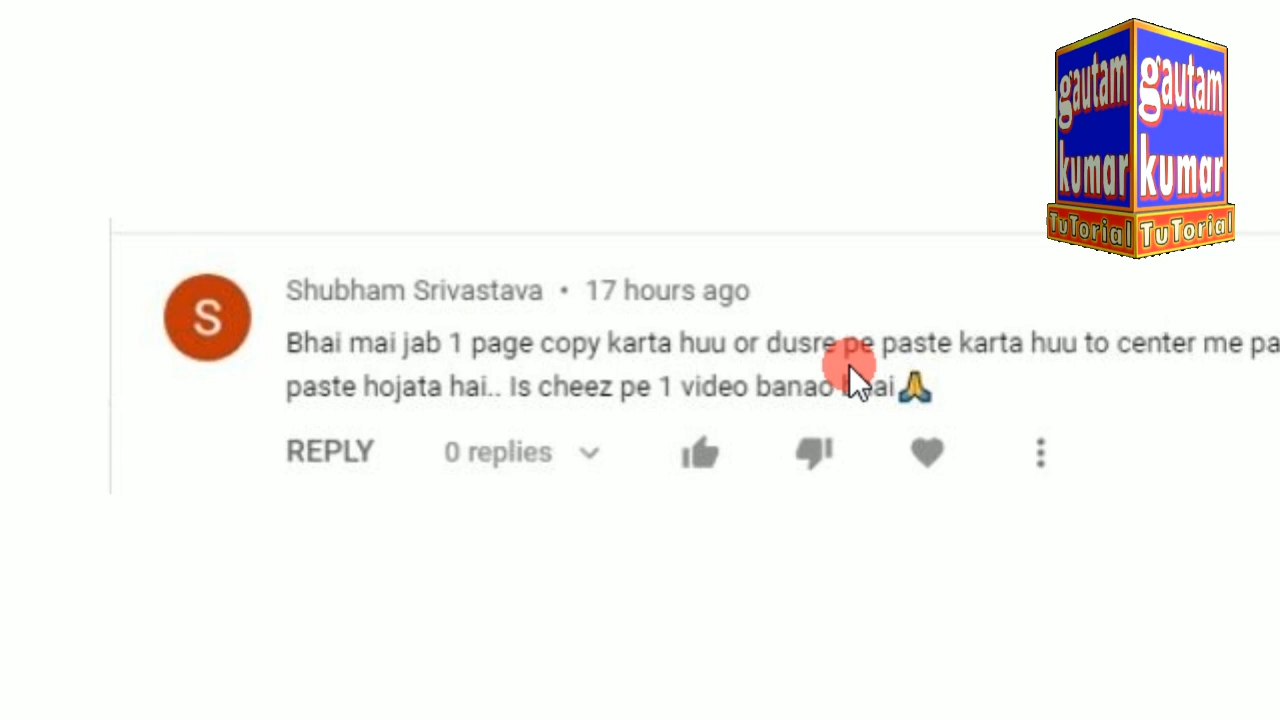 gautam gautam
kumar kumar
TuTorial TuTorial
Shubham Srivastava • 17 hours ago
Bhai mai jab 1 page copy karta huu or dusre pe paste karta huu to center me
paste hojata hai.. Is cheez pe 1 video banao 🙏
REPLY 0 replies
S